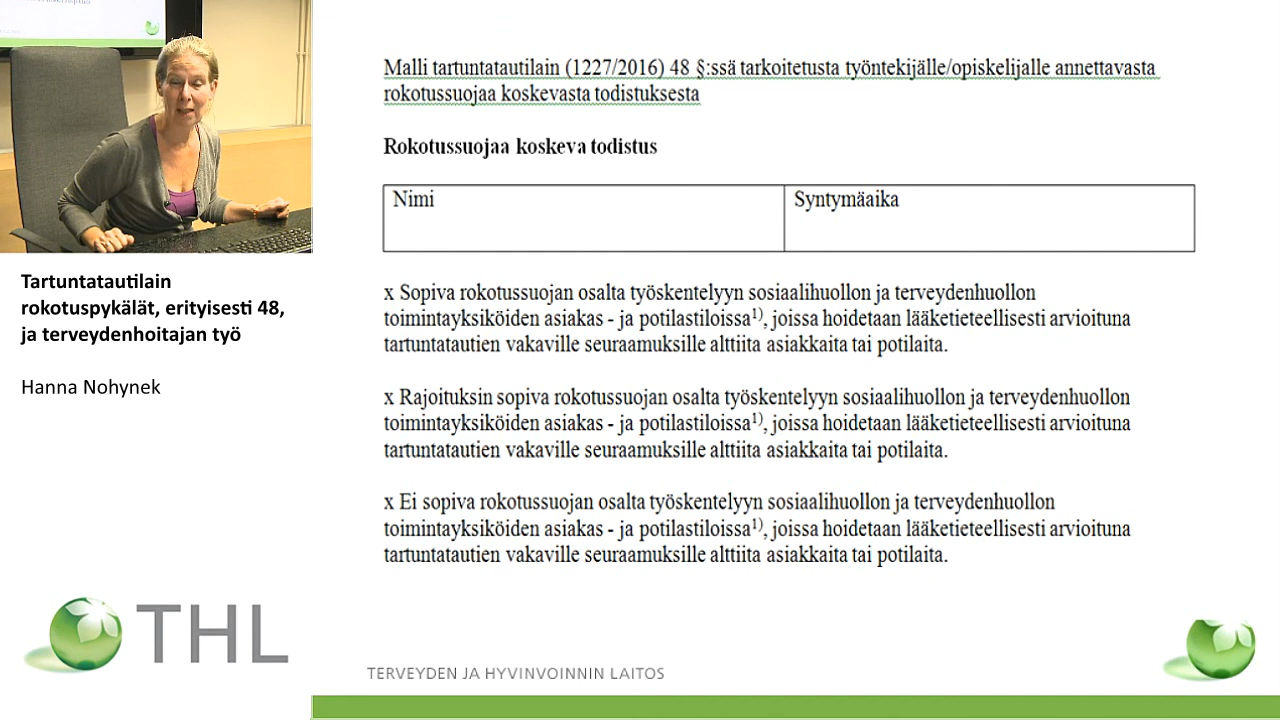 Malli tartuntatautilain (1227/2016) 48 §:ssä tarkoitetusta työntekijälle/opiskelijalle annettavasta
rokotussuojaa koskevasta todistuksesta
Rokotussuojaa koskeva todistus
Nimi
Syntymäaika
x Sopiva rokotussuojan osalta työskentelyyn sosiaalihuollon ja terveydenhuollon
toimintayksiköiden asiakas - ja potilastiloissa¹⁾, joissa hoidetaan lääketieteellisesti arvioituna
tartuntatautien vakaville seuraamuksille alttiita asiakkaita tai potilaita.
x Rajoituksin sopiva rokotussuojan osalta työskentelyyn sosiaalihuollon ja terveydenhuollon
toimintayksiköiden asiakas - ja potilastiloissa¹⁾, joissa hoidetaan lääketieteellisesti arvioituna
tartuntatautien vakaville seuraamuksille alttiita asiakkaita tai potilaita.
x Ei sopiva rokotussuojan osalta työskentelyyn sosiaalihuollon ja terveydenhuollon
toimintayksiköiden asiakas - ja potilastiloissa¹⁾, joissa hoidetaan lääketieteellisesti arvioituna
tartuntatautien vakaville seuraamuksille alttiita asiakkaita tai potilaita.
Tartuntatautilain
rokotuspykälät, erityisesti 48,
ja terveydenhoitajan työ
Hanna Nohynek
THL
TERVEYDEN JA HYVINVOINNIN LAITOS